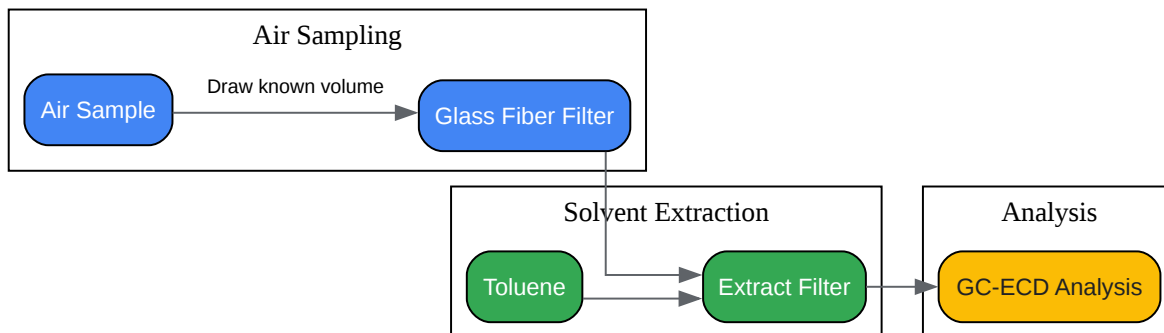 Air Sampling
Air Sample
Draw known volume
Glass Fiber Filter
Solvent Extraction
Toluene
Extract Filter
Analysis
GC-ECD Analysis